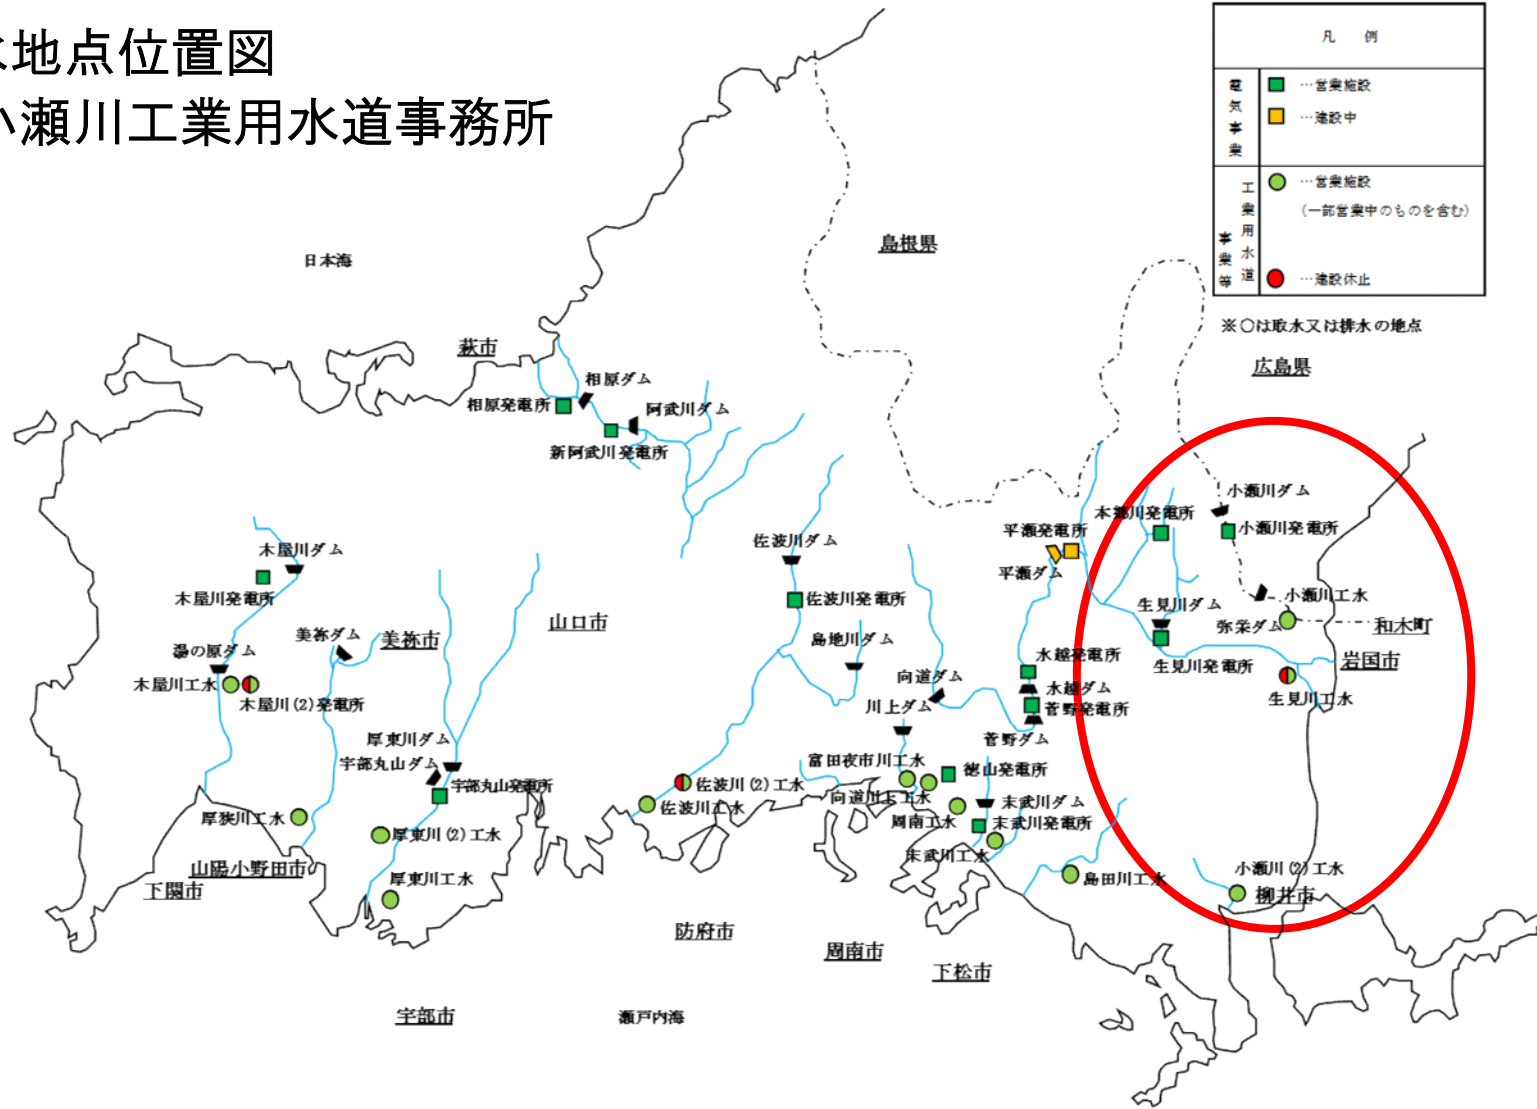 地点位置図
小瀬川工業用水道事務所
凡 例
電気事業
…営業施設
…建設中
工業用水道事業等
…営業施設
(一部営業中のものを含む)
…建設休止
※○は取水又は排水の地点
日本海
島根県
広島県
萩市
相原ダム
相原発電所
阿武川ダム
新阿武川発電所
小瀬川ダム
本郷川発電所
小瀬川発電所
平瀬発電所
平瀬ダム
佐波川ダム
木屋川ダム
木屋川発電所
佐波川発電所
生見川ダム
小瀬川工水
弥栄ダム
和木町
山口市
美祢ダム
美祢市
島地川ダム
湯の原ダム
水越発電所
生見川発電所
岩国市
木屋川工水
木屋川(2)発電所
向道ダム
水越ダム
生見川工水
川上ダム
菅野発電所
菅野ダム
厚東川ダム
宇部丸山ダム
宇部丸山発電所
富田夜市川工水
徳山発電所
佐波川(2)工水
佐波川工水
向道川上工水
末武川ダム
周南工水
末武川発電所
厚狭川工水
厚東川(2)工水
末武川工水
山陽小野田市
下関市
厚東川工水
島田川工水
小瀬川(2)工水
柳井市
防府市
周南市
下松市
宇部市
瀬戸内海